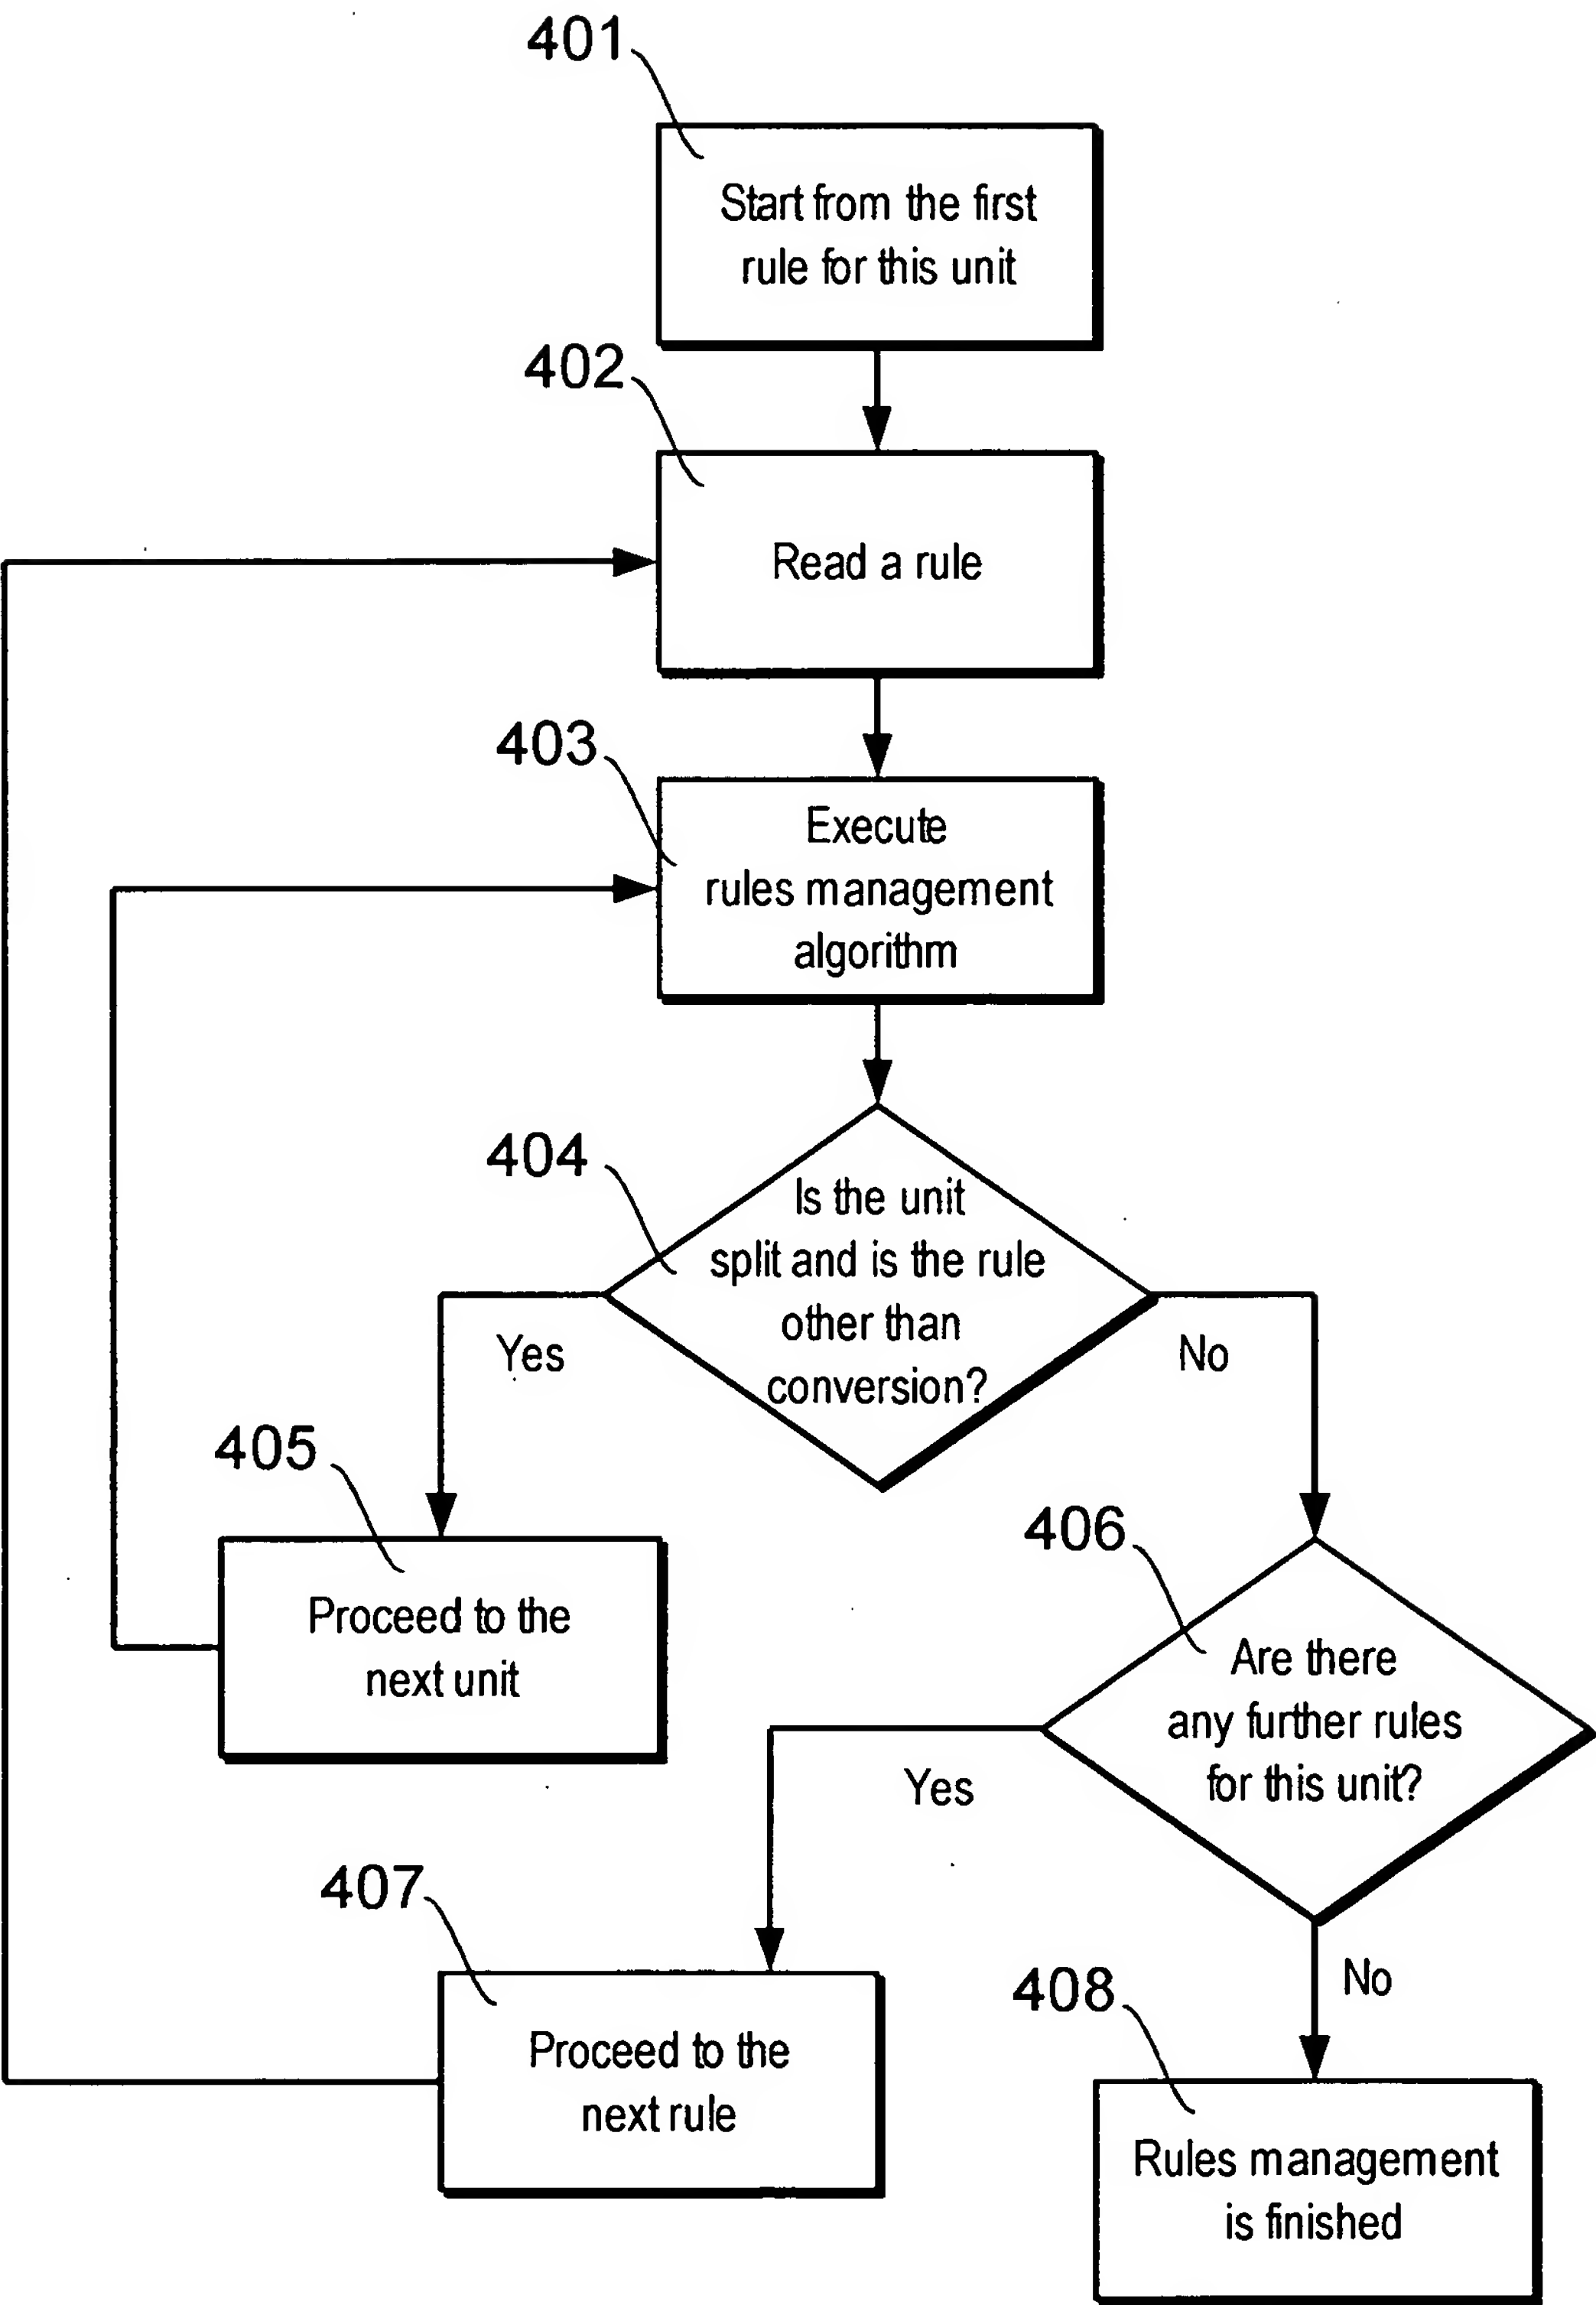 401
Start from the first
rule for this unit
402
Read a rule
403
Execute
rules management
algorithm
404
Is the unit
split and is the rule
other than
conversion?
Yes
No
405
Proceed to the
next unit
406
Are there
any further rules
for this unit?
Yes
No
407
Proceed to the
next rule
408
Rules management
is finished